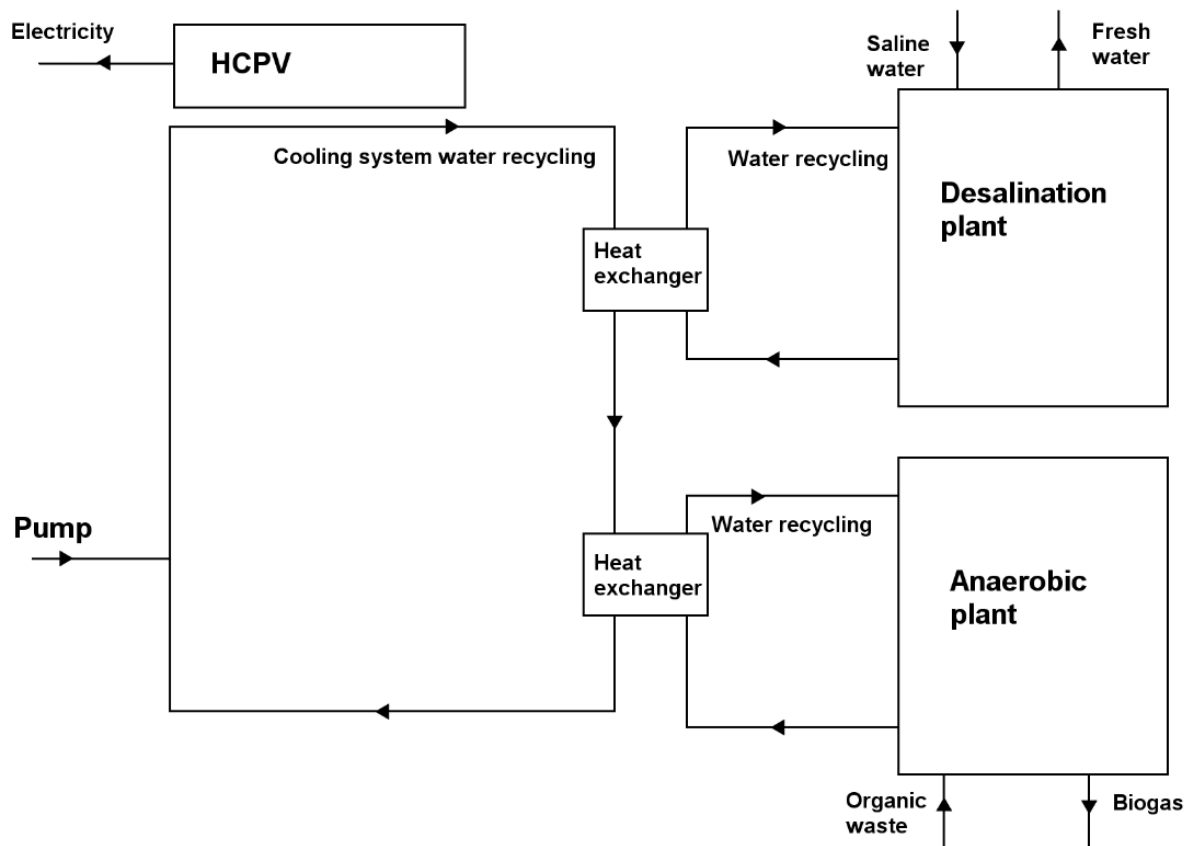 Electricity
HCPV
Saline
water
Fresh
water
Cooling system water recycling
Water recycling
Desalination
plant
Heat
exchanger
Pump
Water recycling
Heat
exchanger
Anaerobic
plant
Organic
waste
Biogas